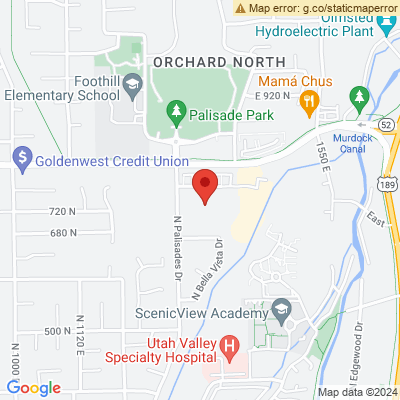 Map error: g.co/staticmaperror
Olmsted
Hydroelectric Plant
ORCHARD NORTH
Foothill
Elementary School
Mamá Chus
E 920 N
Palisade Park
52
Murdock
Canal
Goldenwest Credit Union
1550 E
189
720 N
680 N
East
N Palisades Dr
N Bella Vista Dr
ScenicView Academy
500 N
N 1120 E
N 1000
Utah Valley
Specialty Hospital
Edgewood Dr
Google
Map data ©2024